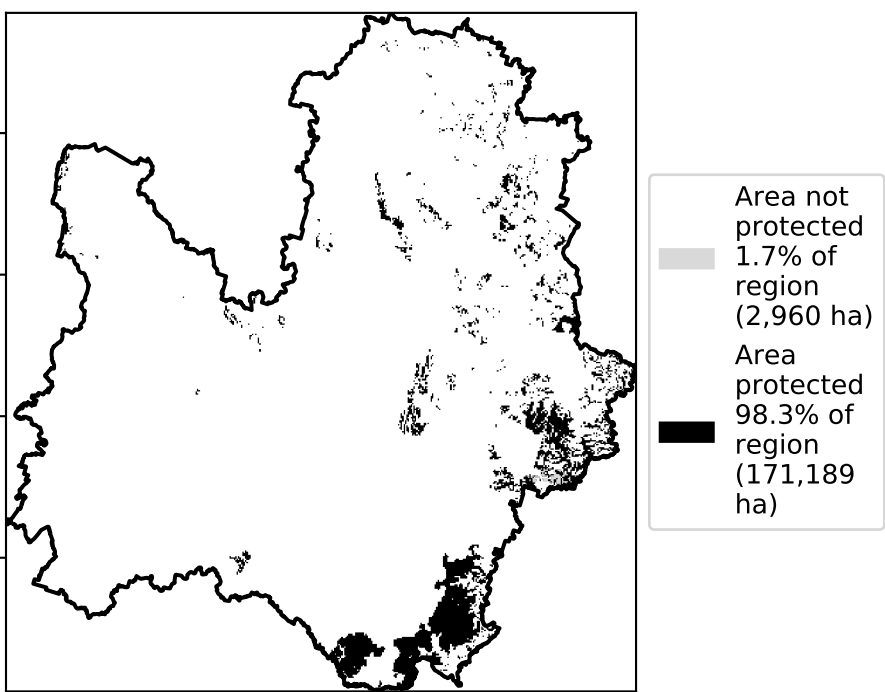 Area not
protected
1.7% of
region
(2,960 ha)
Area
protected
98.3% of
region
(171,189
ha)